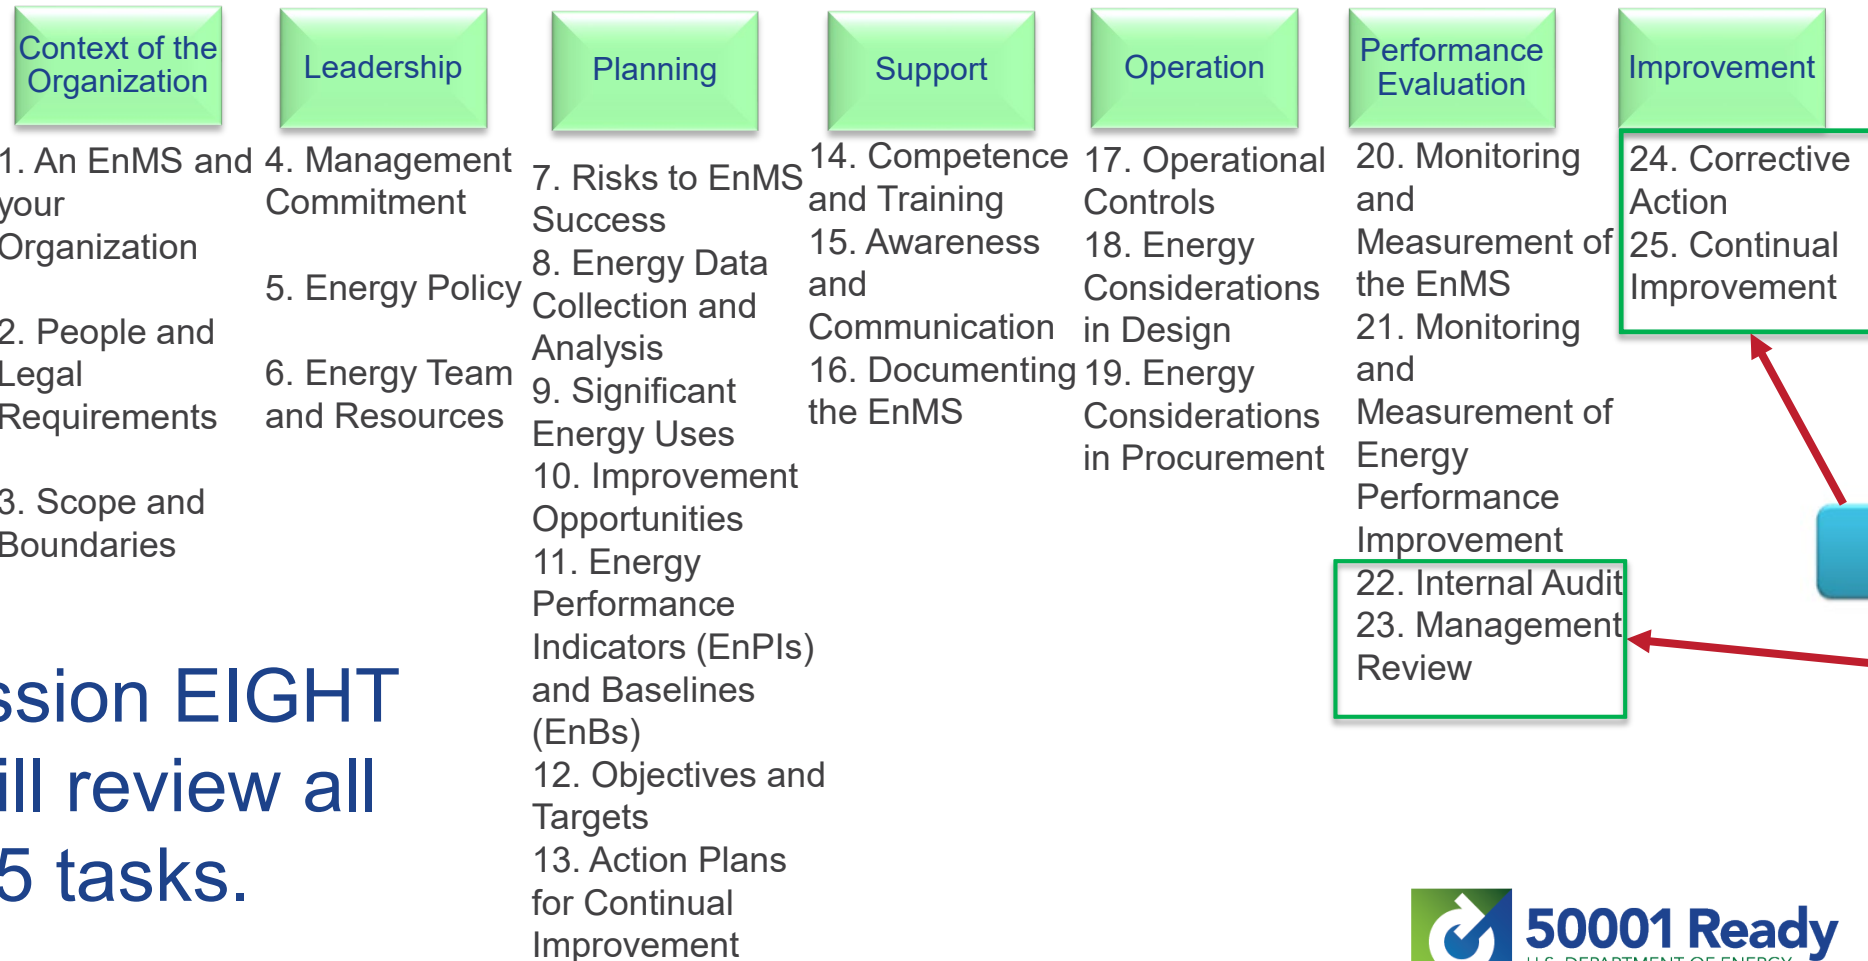 Context of the
Organization
Leadership
Planning
Support
Operation
Performance
Evaluation
Improvement
1. An EnMS and
your
Organization
2. People and
Legal
Requirements
3. Scope and
Boundaries
4. Management
Commitment
5. Energy Policy
6. Energy Team
and Resources
7. Risks to EnMS
Success
8. Energy Data
Collection and
Analysis
9. Significant
Energy Uses
10. Improvement
Opportunities
11. Energy
Performance
Indicators (EnPIs)
and Baselines
(EnBs)
12. Objectives and
Targets
13. Action Plans
for Continual
Improvement
14. Competence
and Training
15. Awareness
and
Communication
16. Documenting
the EnMS
17. Operational
Controls
18. Energy
Considerations
in Design
19. Energy
Considerations
in Procurement
20. Monitoring
and
Measurement of
the EnMS
21. Monitoring
and
Measurement of
Energy
Performance
Improvement
22. Internal Audit
23. Management
Review
24. Corrective
Action
25. Continual
Improvement
ssion EIGHT
ill review all
5 tasks.
50001 Ready
U.S. DEPARTMENT OF ENERGY